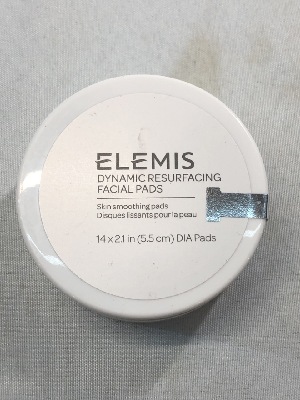 ELEMIS
DYNAMIC RESURFACING
FACIAL PADS
Skin smoothing pads
Disques lissants pour la peau
14 x 2.1 in (5.5 cm) DIA Pads